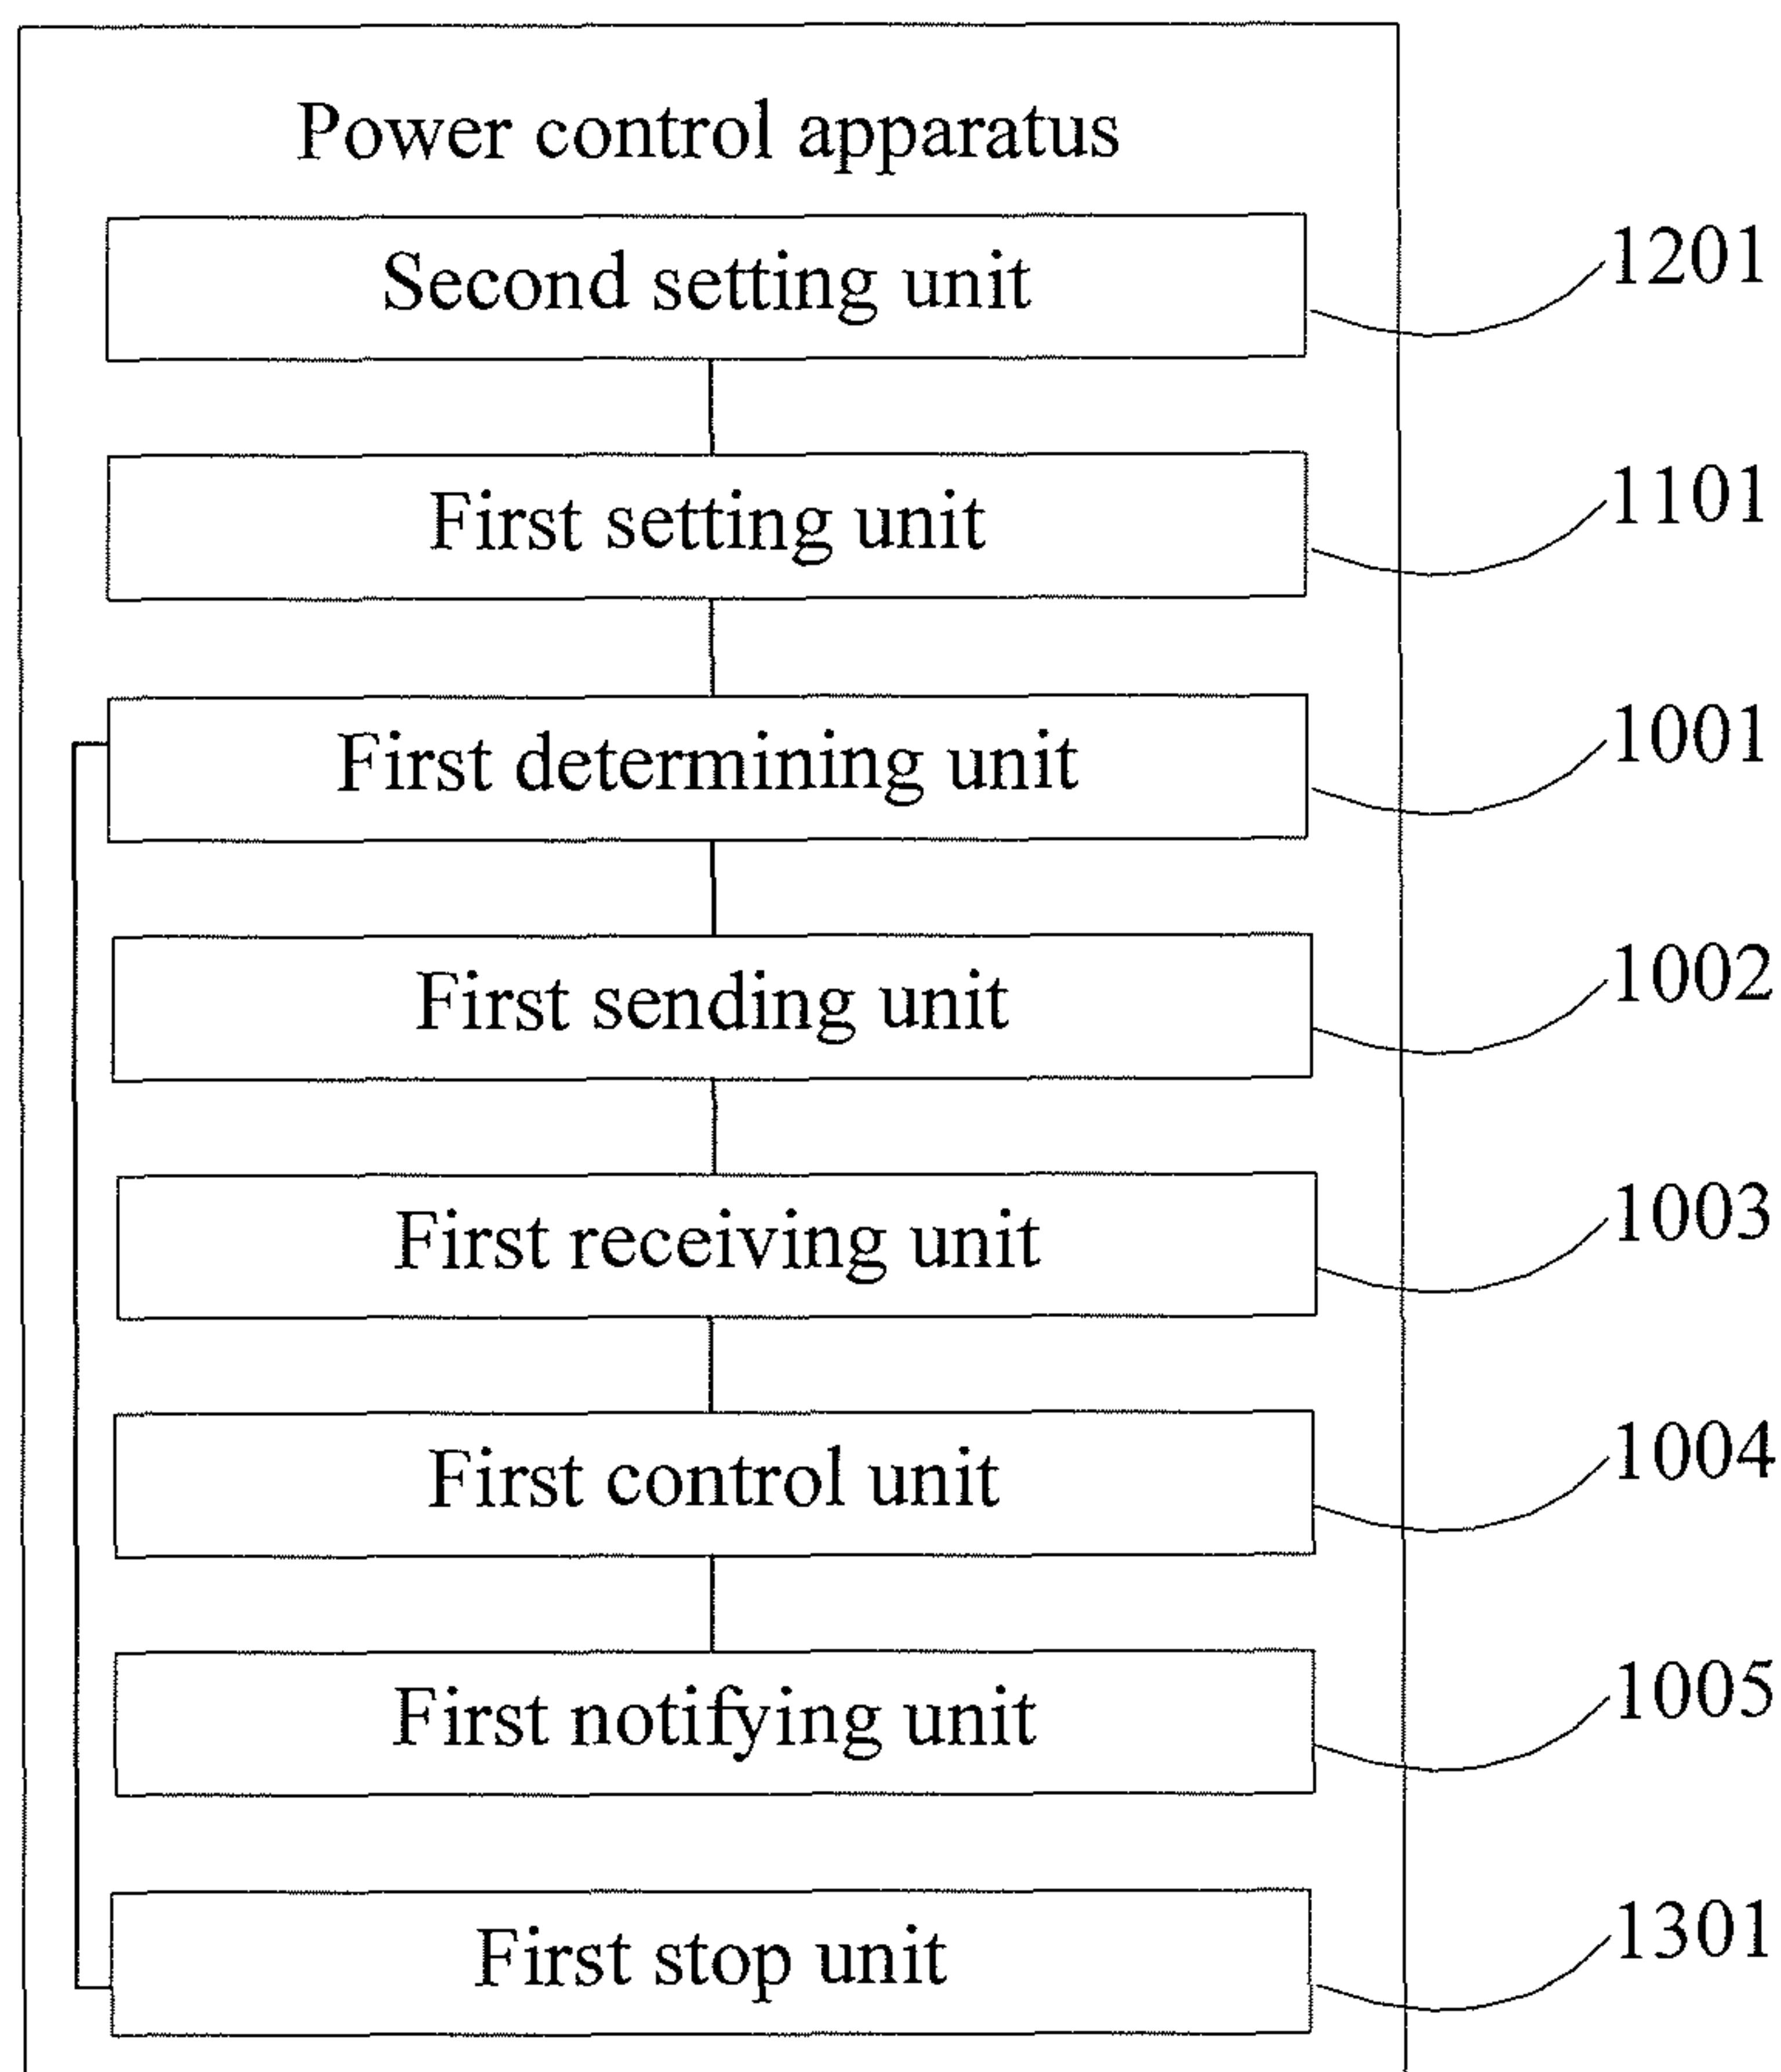 Power control apparatus
Second setting unit
1201
First setting unit
1101
First determining unit
1001
First sending unit
1002
First receiving unit
1003
First control unit
1004
First notifying unit
1005
First stop unit
1301